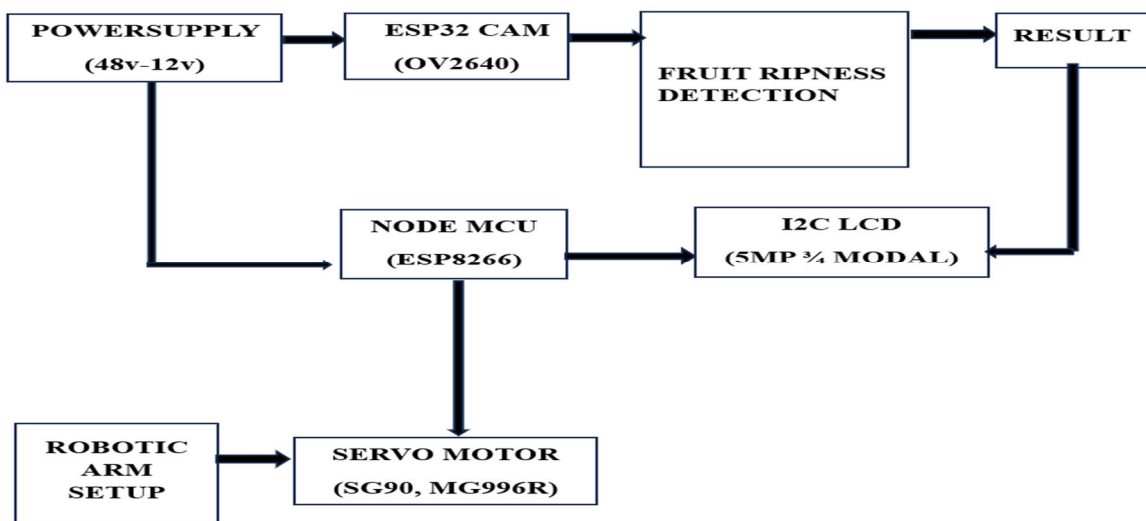 POWERSUPPLY
(48v-12v)
ESP32 CAM
(OV2640)
FRUIT RIPNESS
DETECTION
RESULT
NODE MCU
(ESP8266)
I2C LCD
(5MP ¾ MODAL)
ROBOTIC
ARM
SETUP
SERVO MOTOR
(SG90, MG996R)